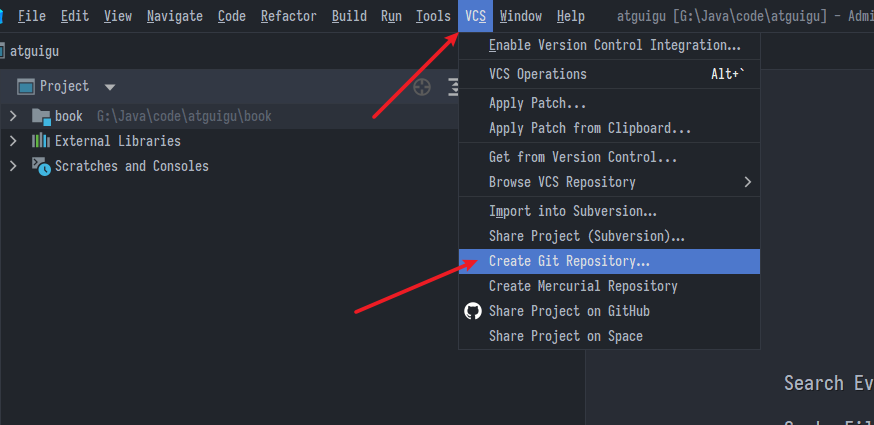 File Edit View Navigate Code Refactor Build Run Tools VCS Window Help atguigu [G:\Java\code\atguigu] - Admi
atguigu
Project
book G:\Java\code\atguigu\book
External Libraries
Scratches and Consoles
Enable Version Control Integration...
VCS Operations Alt+`
Apply Patch...
Apply Patch from Clipboard...
Get from Version Control...
Browse VCS Repository
Import into Subversion...
Share Project (Subversion)...
Create Git Repository...
Create Mercurial Repository
Share Project on GitHub
Share Project on Space
Search Ev